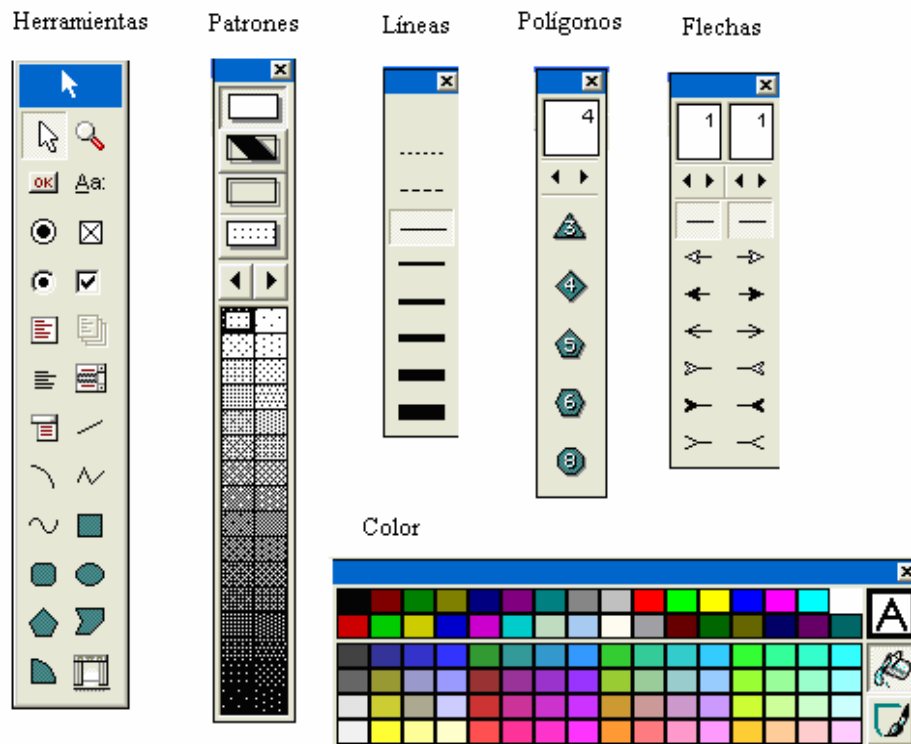 Herramientas
Patrones
Líneas
Polígonos
Flechas
4
1 1
OK Aa:
3
4
5
6
8
Color
A